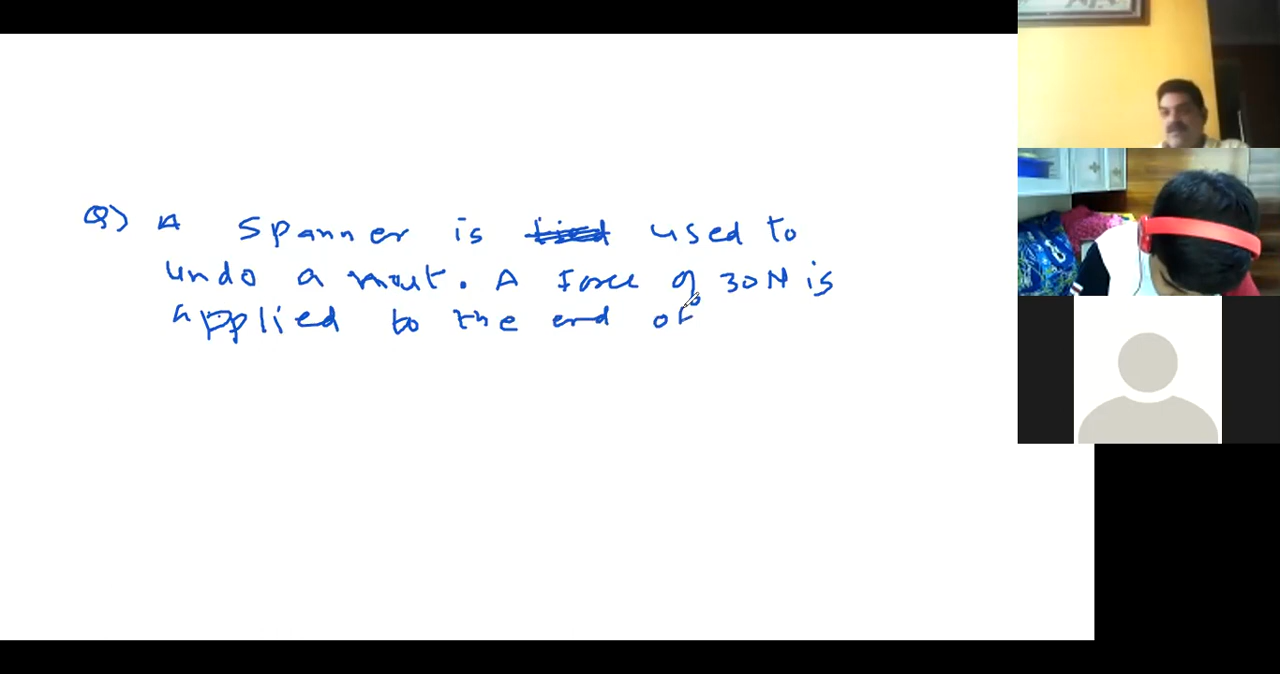 Q) A Spanner is used to
undo a nut. A Force of 30N is
applied to the end of